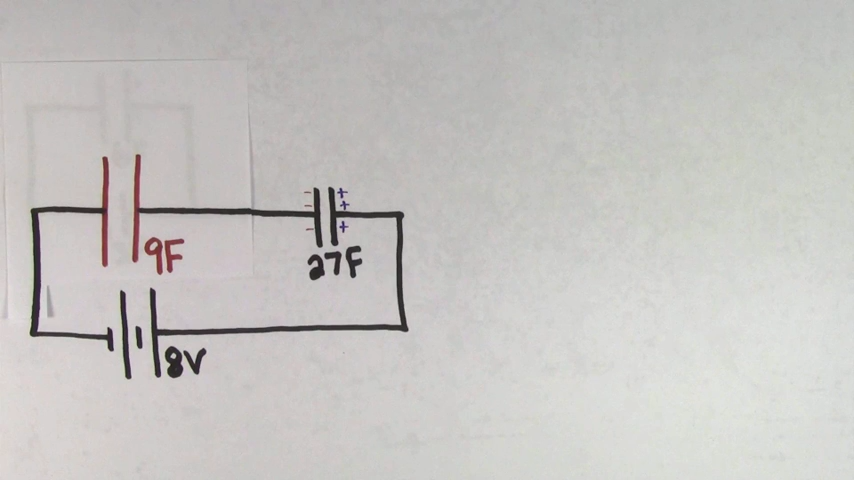 - +
- +
- +
9F
27F
8V